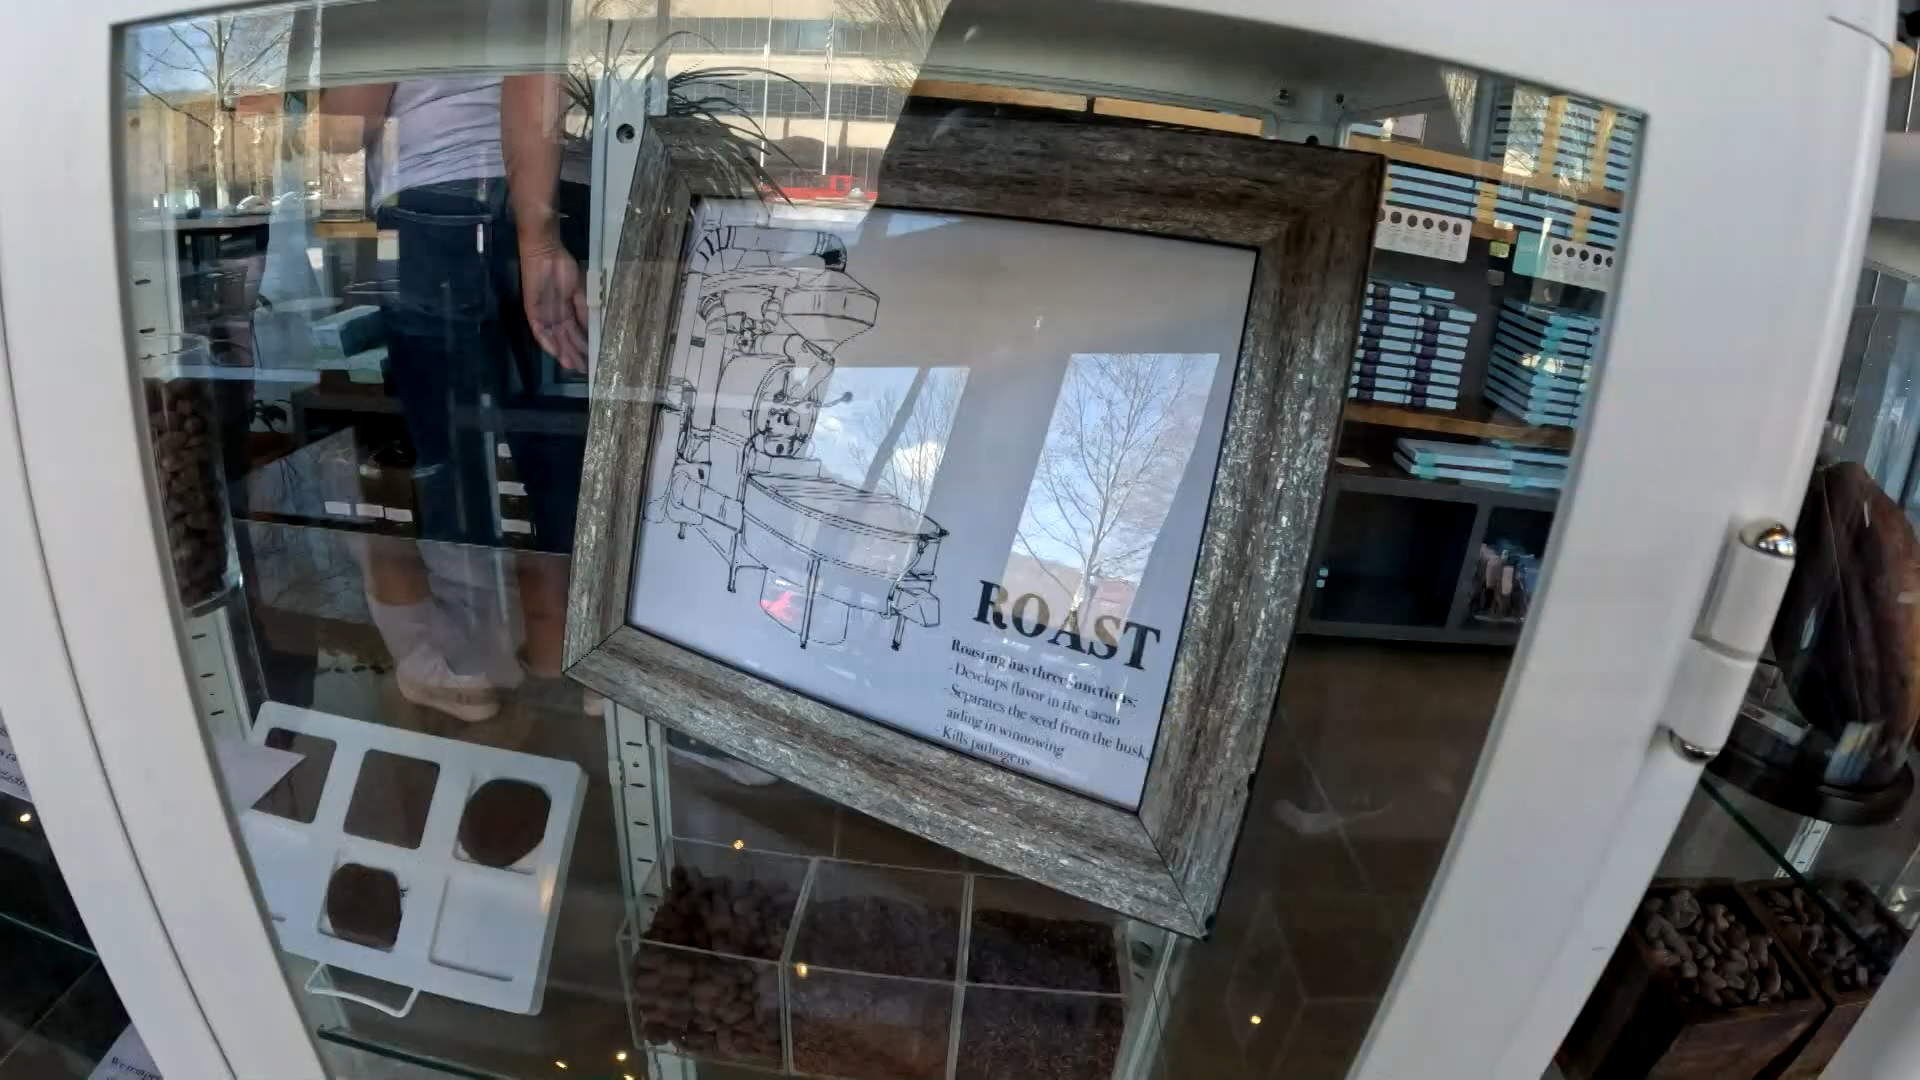 ROAST
Roasting has three functions:
- Develops flavor in the cacao
- Separates the seed from the husk,
aiding in winnowing
- Kills pathogens